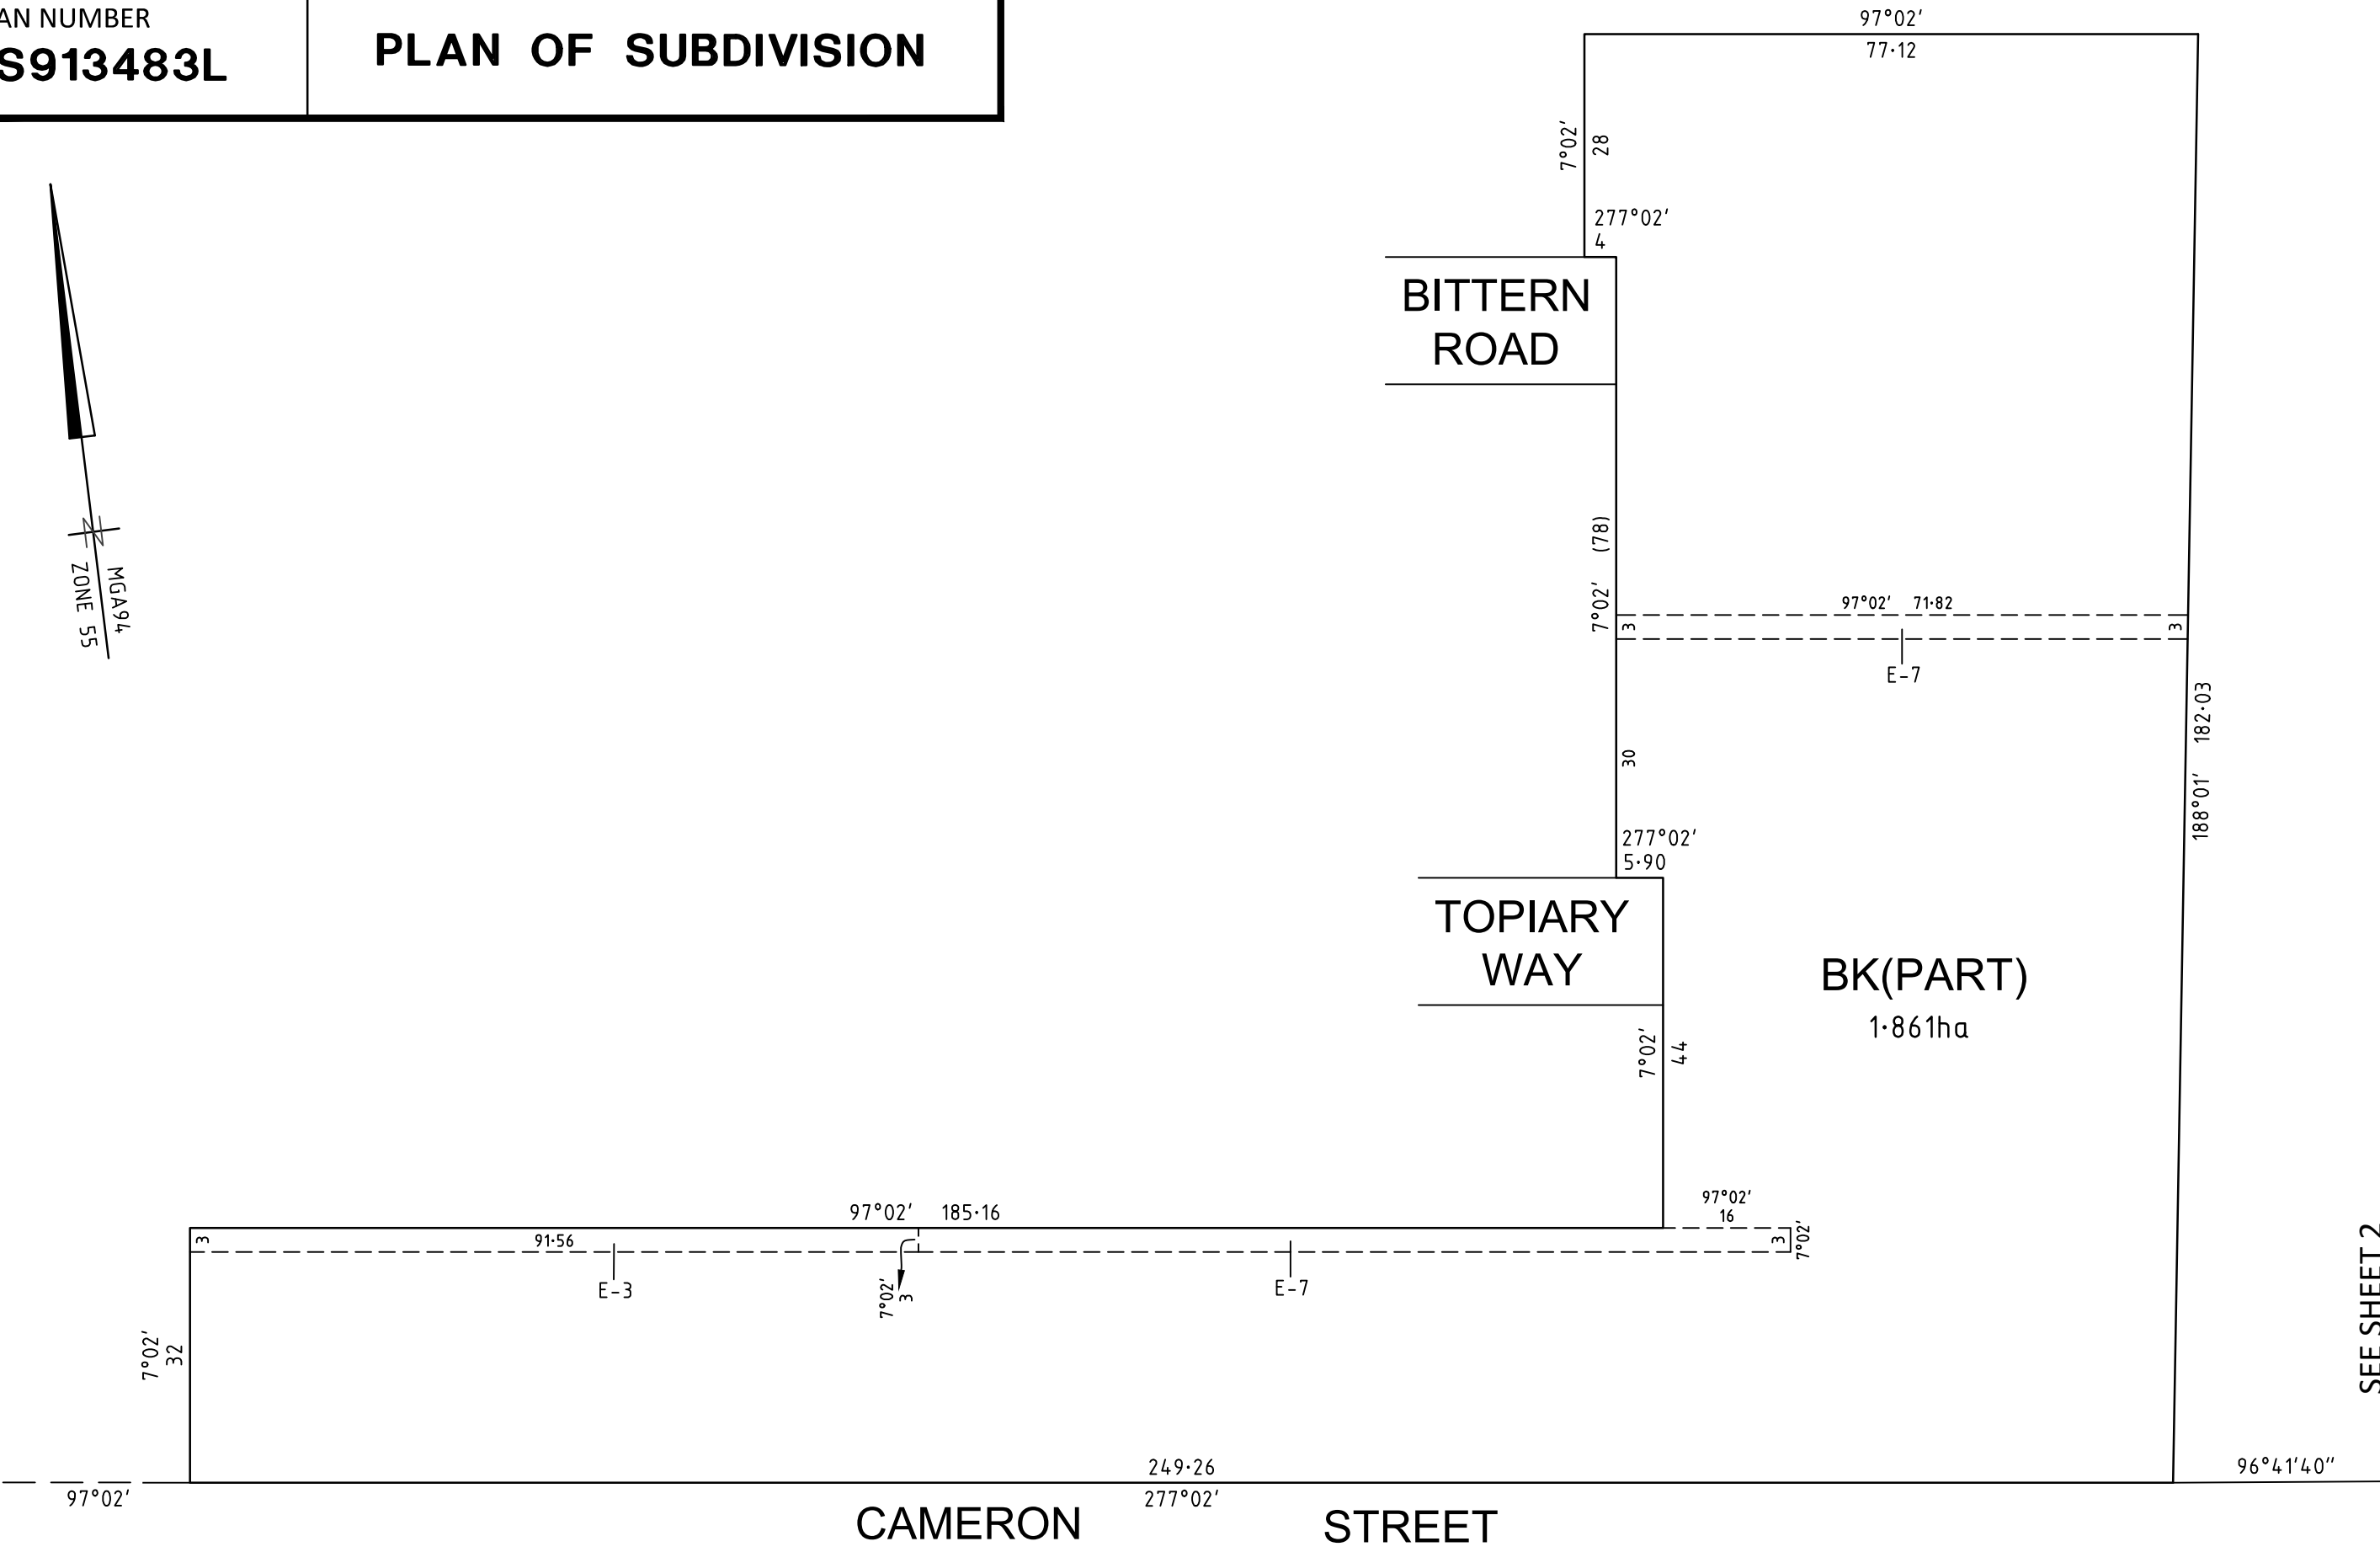 AN NUMBER
S913483L
PLAN OF SUBDIVISION
97°02'
77·12
7°02'
28
277°02'
4
BITTERN
ROAD
MGA94
ZONE 55
(78)
7°02'
97°02' 71·82
3
3
E-7
188°01' 182·03
30
277°02'
5·90
TOPIARY
WAY
BK(PART)
1·861ha
7°02'
44
97°02'
16
97°02' 185·16
3
91·56
3
7°02'
E-3
7°02'
3
E-7
7°02'
32
SEE SHEET 2
249·26
96°41'40"
97°02'
277°02'
CAMERON STREET